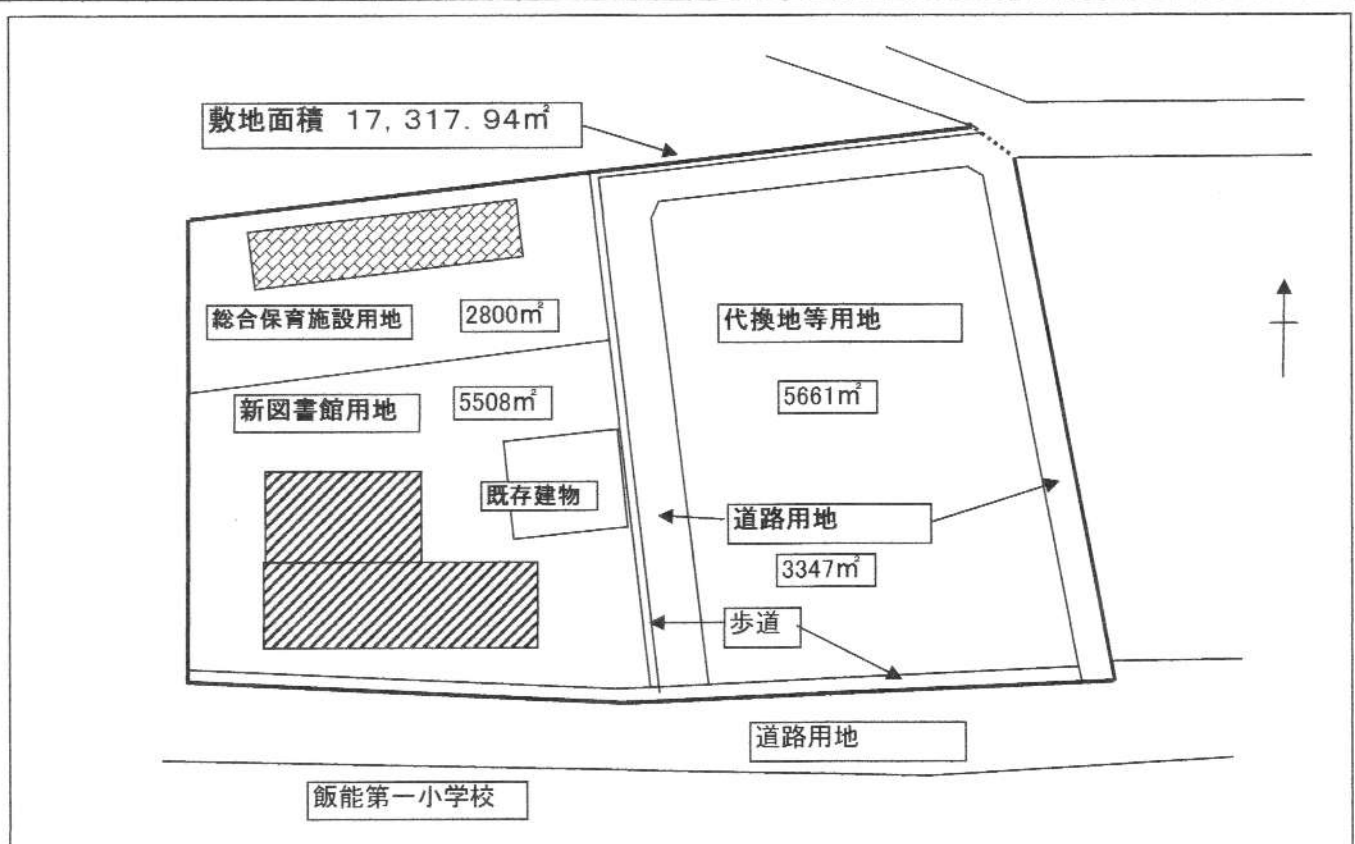 敷地面積 17,317.94㎡
総合保育施設用地
2800㎡
代換地等用地
新図書館用地
5508㎡
5661㎡
既存建物
道路用地
3347㎡
歩道
道路用地
飯能第一小学校